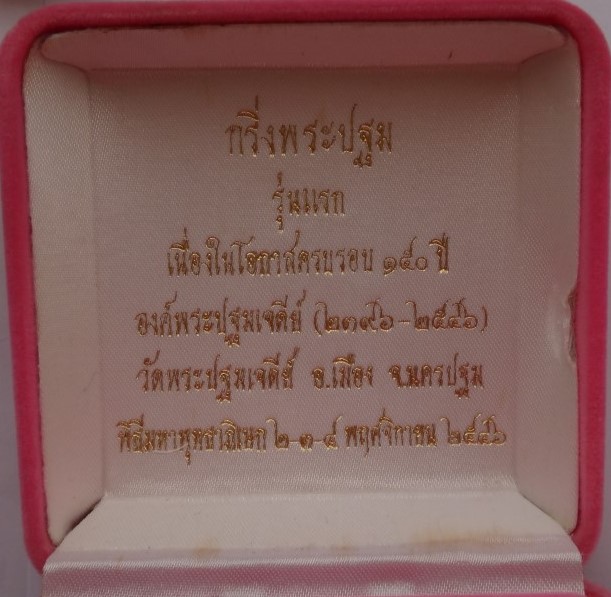 กริ่งพระปฐม
รุ่นแรก
เนื่องในโอกาสครบรอบ ๑๕๐ ปี
องค์พระปฐมเจดีย์ (๒๓๙๖-๒๕๔๖)
วัดพระปฐมเจดีย์ อ.เมือง จ.นครปฐม
พิธีมหาพุทธาภิเษก ๒-๓-๔ พฤศจิกายน ๒๕๔๖